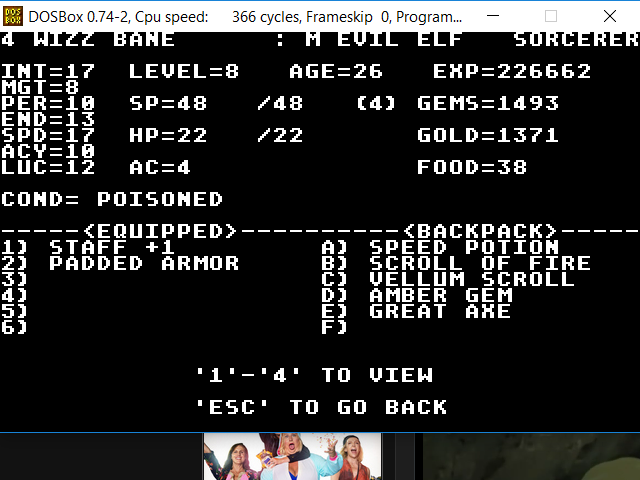 DOSBox 0.74-2, Cpu speed: 366 cycles, Frameskip 0, Program...
4 WIZZ BANE : M EVIL ELF SORCERER
INT=17 LEVEL=8 AGE=26 EXP=226662
MGT=8
PER=10 SP=48 /48 (4) GEMS=1493
END=13
SPD=17 HP=22 /22 GOLD=1371
ACY=10
LUC=12 AC=4 FOOD=38
COND= POISONED
-----<EQUIPPED>----------<BACKPACK>-----
1) STAFF +1 A) SPEED POTION
2) PADDED ARMOR B) SCROLL OF FIRE
3) C) VELLUM SCROLL
4) D) AMBER GEM
5) E) GREAT AXE
6) F)
'1'-'4' TO VIEW
'ESC' TO GO BACK